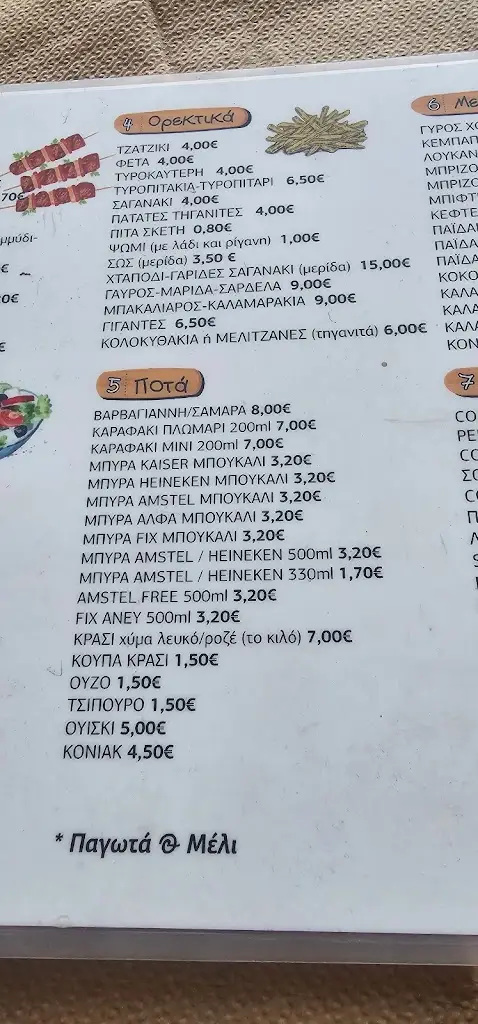 4 Ορεκτικά
ΤΖΑΤΖΙΚΙ 4,00€
ΦΕΤΑ 4,00€
ΤΥΡΟΚΑΥΤΕΡΗ 4,00€
ΤΥΡΟΠΙΤΑΚΙΑ-ΤΥΡΟΠΙΤΑΡΙ 6,50€
ΣΑΓΑΝΑΚΙ 4,00€
ΠΑΤΑΤΕΣ ΤΗΓΑΝΙΤΕΣ 4,00€
ΠΙΤΑ ΣΚΕΤΗ 0,80€
ΨΩΜΙ (με λάδι και ρίγανη) 1,00€
ΣΩΣ (μερίδα) 3,50 €
ΧΤΑΠΟΔΙ-ΓΑΡΙΔΕΣ ΣΑΓΑΝΑΚΙ (μερίδα) 15,00€
ΓΑΥΡΟΣ-ΜΑΡΙΔΑ-ΣΑΡΔΕΛΑ 9,00€
ΜΠΑΚΑΛΙΑΡΟΣ-ΚΑΛΑΜΑΡΑΚΙΑ 9,00€
ΓΙΓΑΝΤΕΣ 6,50€
ΚΟΛΟΚΥΘΑΚΙΑ ή ΜΕΛΙΤΖΑΝΕΣ (τηγανιτά) 6,00€
5 Ποτά
ΒΑΡΒΑΓΙΑΝΝΗ/ΣΑΜΑΡΑ 8,00€
ΚΑΡΑΦΑΚΙ ΠΛΩΜΑΡΙ 200ml 7,00€
ΚΑΡΑΦΑΚΙ ΜΙΝΙ 200ml 7,00€
ΜΠΥΡΑ KAISER ΜΠΟΥΚΑΛΙ 3,20€
ΜΠΥΡΑ HEINEKEN ΜΠΟΥΚΑΛΙ 3,20€
ΜΠΥΡΑ AMSTEL ΜΠΟΥΚΑΛΙ 3,20€
ΜΠΥΡΑ ΑΛΦΑ ΜΠΟΥΚΑΛΙ 3,20€
ΜΠΥΡΑ FIX ΜΠΟΥΚΑΛΙ 3,20€
ΜΠΥΡΑ AMSTEL / HEINEKEN 500ml 3,20€
ΜΠΥΡΑ AMSTEL / HEINEKEN 330ml 1,70€
AMSTEL FREE 500ml 3,20€
FIX ΑΝΕΥ 500ml 3,20€
ΚΡΑΣΙ χύμα λευκό/ροζέ (το κιλό) 7,00€
ΚΟΥΠΑ ΚΡΑΣΙ 1,50€
ΟΥΖΟ 1,50€
ΤΣΙΠΟΥΡΟ 1,50€
ΟΥΙΣΚΙ 5,00€
ΚΟΝΙΑΚ 4,50€
* Παγωτά & Μέλι
6
ΓΥΡΟΣ
7